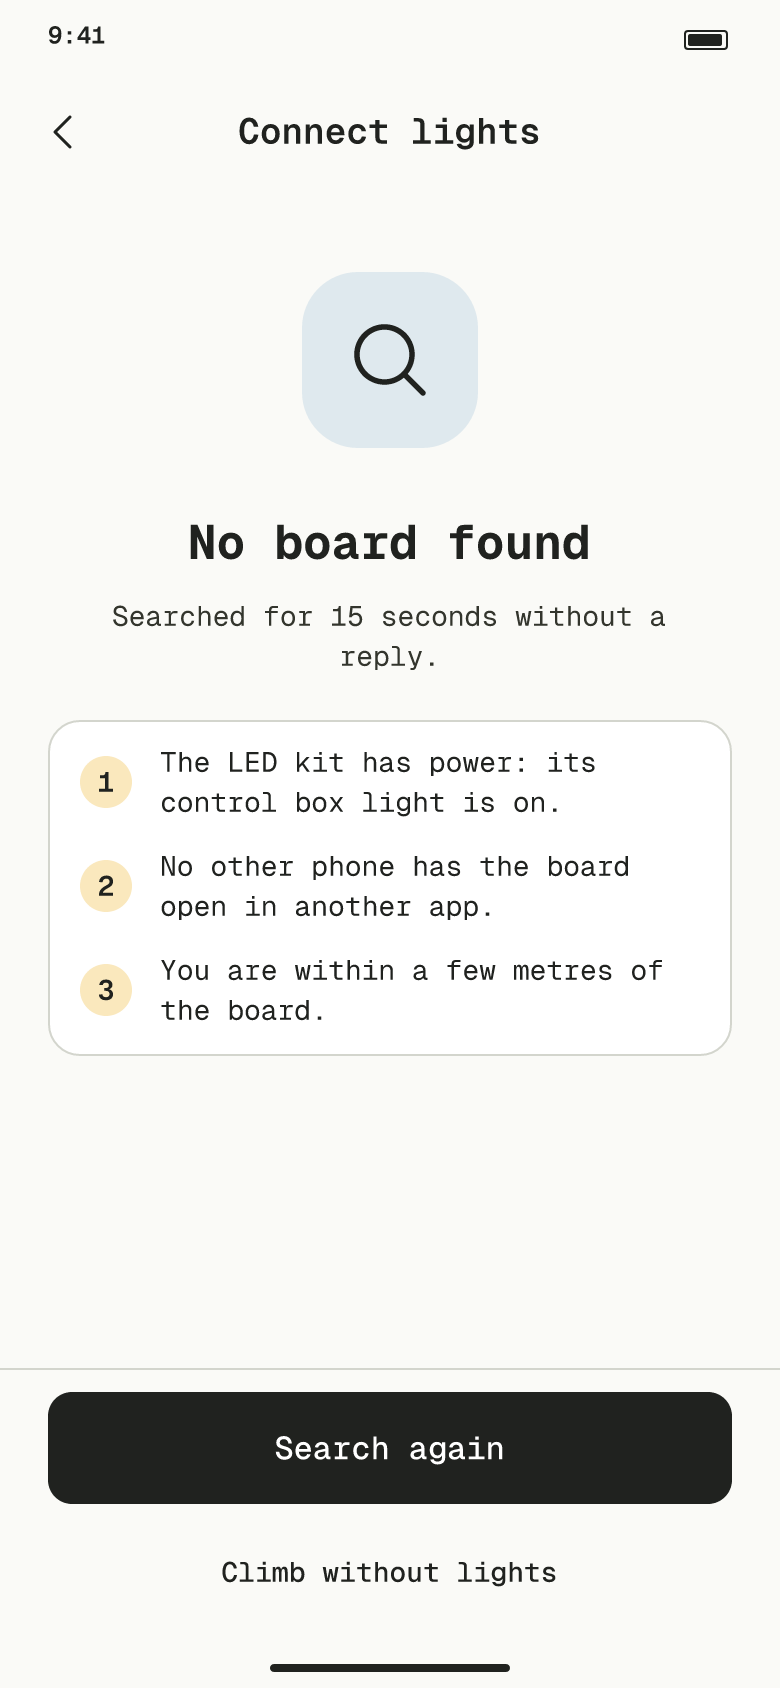 9:41
Connect lights
No board found
Searched for 15 seconds without a
reply.
1
The LED kit has power: its
control box light is on.
2
No other phone has the board
open in another app.
3
You are within a few metres of
the board.
Search again
Climb without lights